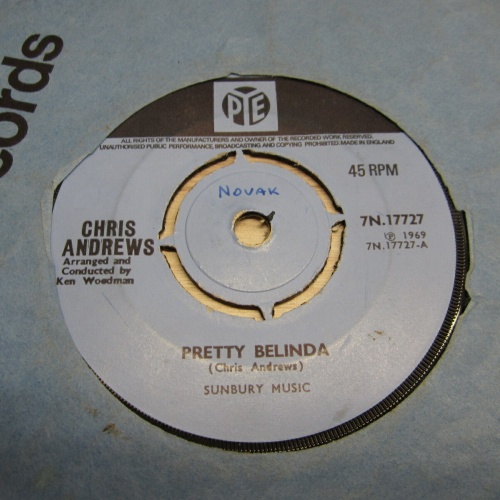 cords
PYE
ALL RIGHTS OF THE MANUFACTURERS AND OWNER OF THE RECORDED WORK RESERVED.
UNAUTHORISED PUBLIC PERFORMANCE, BROADCASTING AND COPYING PROHIBITED. MADE IN ENGLAND
45 RPM
NOVAK
7N.17727
℗ 1969
7N.17727-A
CHRIS
ANDREWS
Arranged and
Conducted by
Ken Woodman
PRETTY BELINDA
(Chris Andrews)
SUNBURY MUSIC